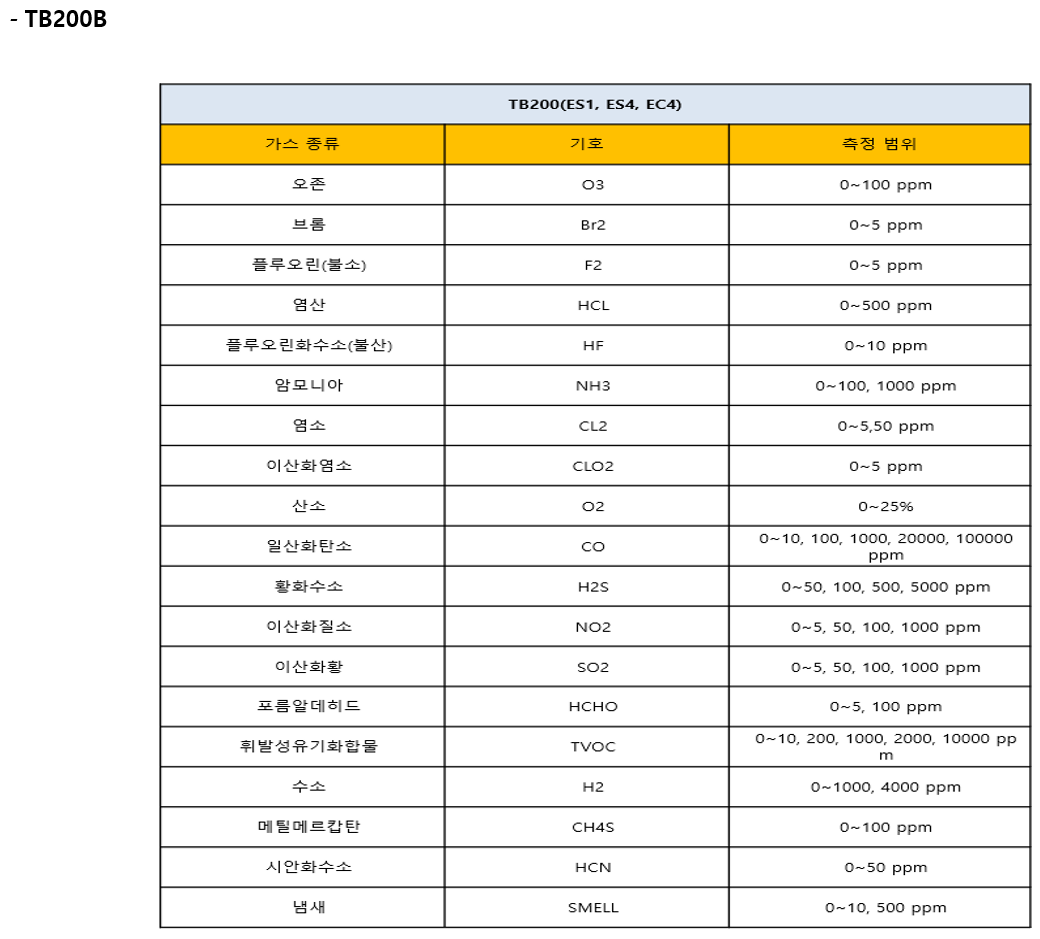 - TB200B
TB200(ES1, ES4, EC4)
가스 종류 기호 측정 범위
오존 O3 0~100 ppm
브롬 Br2 0~5 ppm
플루오린(불소) F2 0~5 ppm
염산 HCL 0~500 ppm
플루오린화수소(불산) HF 0~10 ppm
암모니아 NH3 0~100, 1000 ppm
염소 CL2 0~5,50 ppm
이산화염소 CLO2 0~5 ppm
산소 O2 0~25%
일산화탄소 CO 0~10, 100, 1000, 20000, 100000
ppm
황화수소 H2S 0~50, 100, 500, 5000 ppm
이산화질소 NO2 0~5, 50, 100, 1000 ppm
이산화황 SO2 0~5, 50, 100, 1000 ppm
포름알데히드 HCHO 0~5, 100 ppm
휘발성유기화합물 TVOC 0~10, 200, 1000, 2000, 10000 pp
m
수소 H2 0~1000, 4000 ppm
메틸메르캅탄 CH4S 0~100 ppm
시안화수소 HCN 0~50 ppm
냄새 SMELL 0~10, 500 ppm